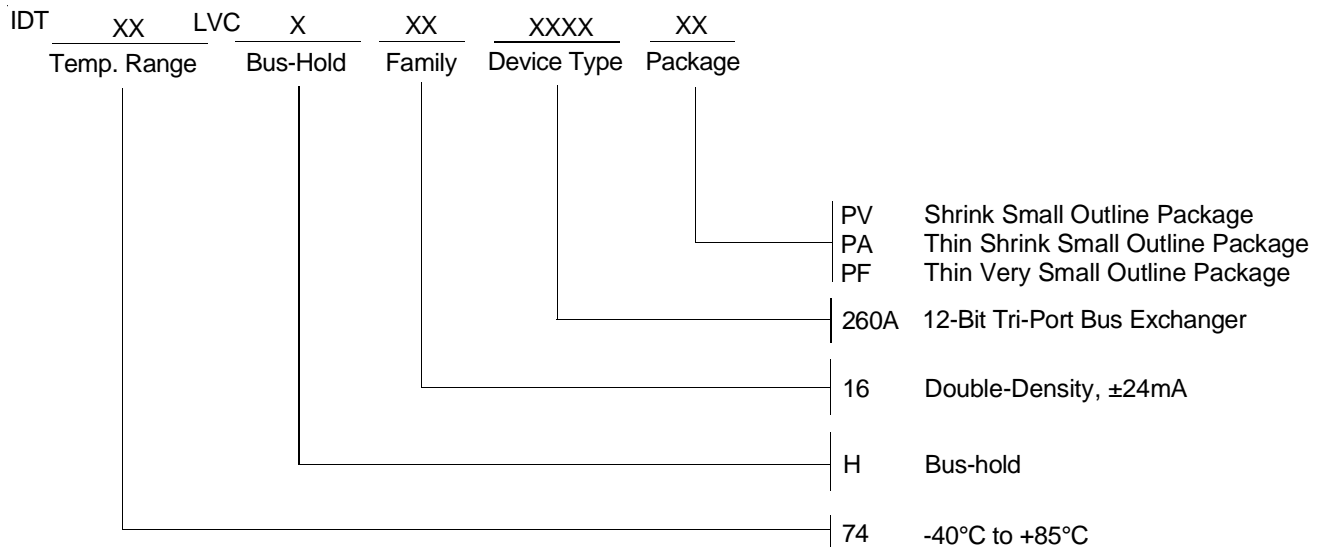 IDT XX LVC X XX XXXX XX
Temp. Range Bus-Hold Family Device Type Package
PV Shrink Small Outline Package
PA Thin Shrink Small Outline Package
PF Thin Very Small Outline Package
260A 12-Bit Tri-Port Bus Exchanger
16 Double-Density, ±24mA
H Bus-hold
74 -40°C to +85°C